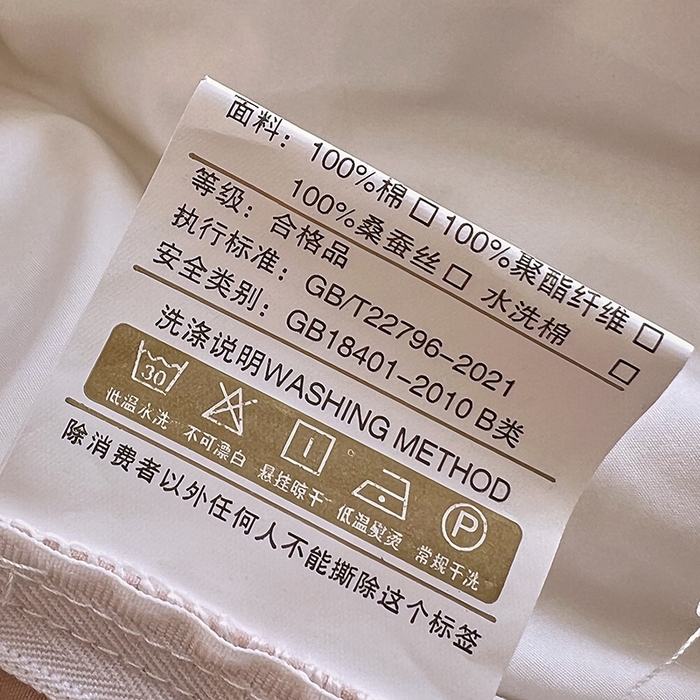 面料: 100%棉□100%聚酯纤维□
100%桑蚕丝□ 水洗棉 □
等级: 合格品
执行标准: GB/T22796-2021
安全类别: GB18401-2010 B类
洗涤说明WASHING METHOD
30 P
低温水洗 不可漂白 悬挂晾干 低温熨烫 常规干洗
除消费者以外任何人不能撕除这个标签